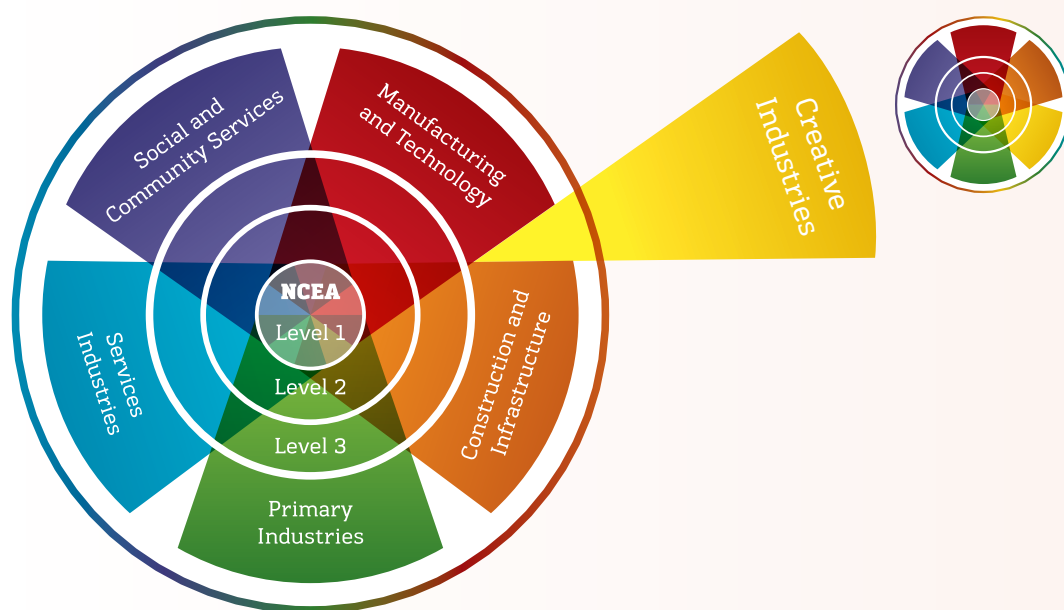 Social and
Community Services
Manufacturing
and Technology
Creative
Industries
Services
Industries
NCEA
Level 1
Level 2
Level 3
Construction and
Infrastructure
Primary
Industries